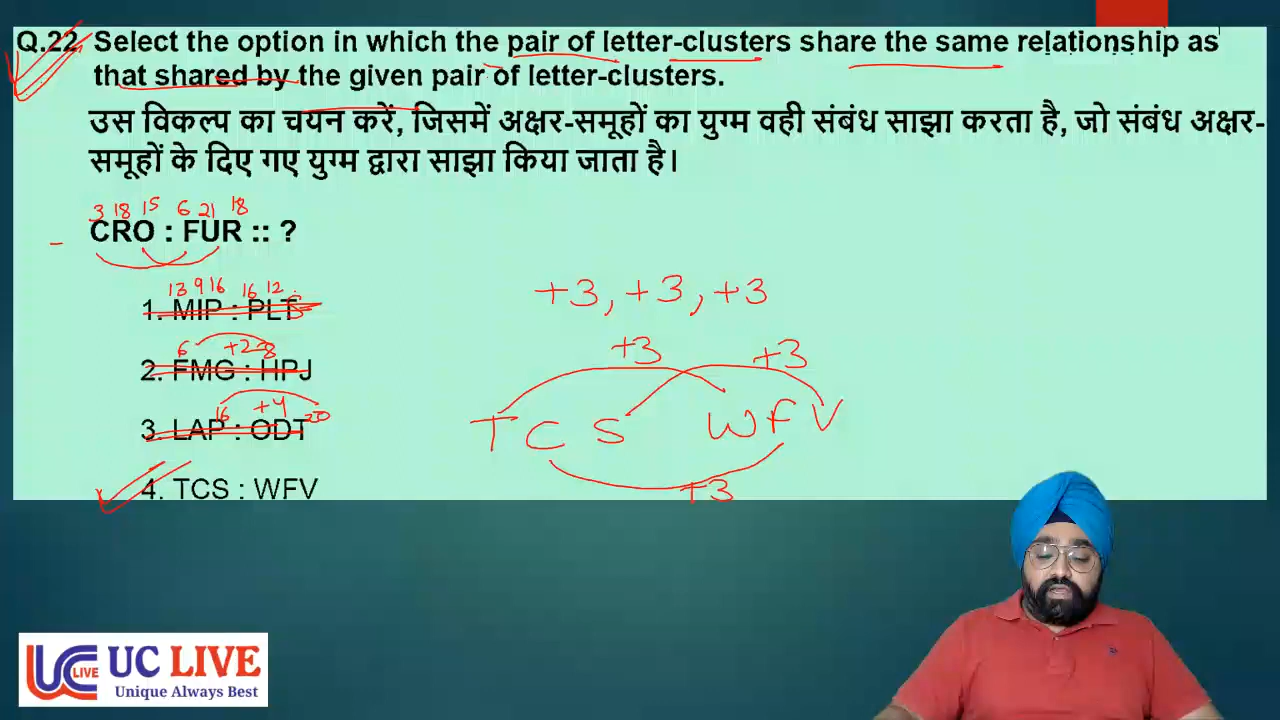 Q.22 Select the option in which the pair of letter-clusters share the same relationship as
that shared by the given pair of letter-clusters.
उस विकल्प का चयन करें, जिसमें अक्षर-समूहों का युग्म वही संबंध साझा करता है, जो संबंध अक्षर-
समूहों के दिए गए युग्म द्वारा साझा किया जाता है।
3 18 15 6 21 18
CRO : FUR :: ?
13 9 16 16 12
1. MIP : PLT
6 +2 8
2. FMG : HPJ
16 +4 20
3. LAP : ODT
4. TCS : WFV
+3, +3, +3
+3 +3
T C S W F V
+3
UC LIVE
LIVE
Unique Always Best